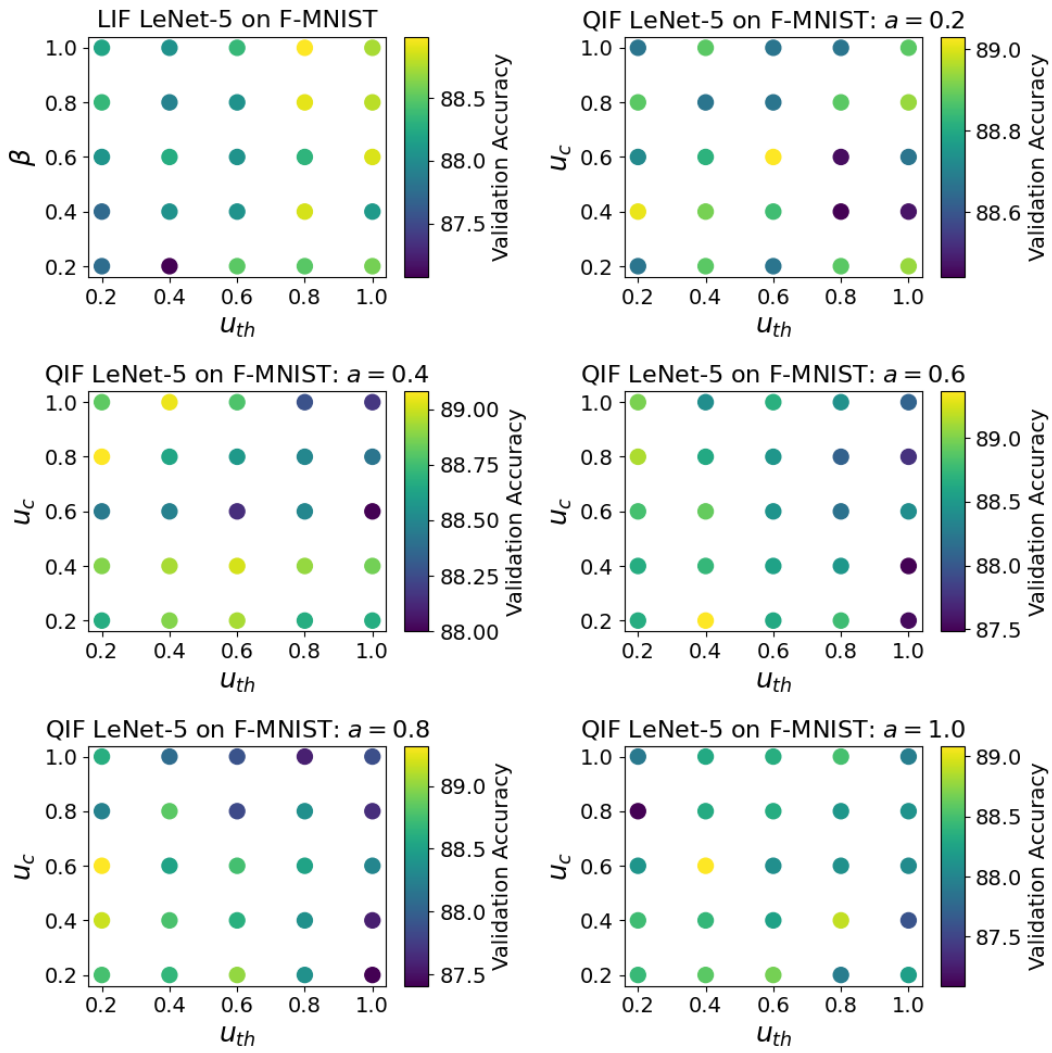 LIF LeNet-5 on F-MNIST
1.0
0.8
0.6
0.4
0.2
β
0.2 0.4 0.6 0.8 1.0
u_th
88.5
88.0
87.5
Validation Accuracy
QIF LeNet-5 on F-MNIST: a = 0.2
1.0
0.8
0.6
0.4
0.2
u_c
0.2 0.4 0.6 0.8 1.0
u_th
89.0
88.8
88.6
Validation Accuracy
QIF LeNet-5 on F-MNIST: a = 0.4
1.0
0.8
0.6
0.4
0.2
u_c
0.2 0.4 0.6 0.8 1.0
u_th
89.00
88.75
88.50
88.25
88.00
Validation Accuracy
QIF LeNet-5 on F-MNIST: a = 0.6
1.0
0.8
0.6
0.4
0.2
u_c
0.2 0.4 0.6 0.8 1.0
u_th
89.0
88.5
88.0
87.5
Validation Accuracy
QIF LeNet-5 on F-MNIST: a = 0.8
1.0
0.8
0.6
0.4
0.2
u_c
0.2 0.4 0.6 0.8 1.0
u_th
89.0
88.5
88.0
87.5
Validation Accuracy
QIF LeNet-5 on F-MNIST: a = 1.0
1.0
0.8
0.6
0.4
0.2
u_c
0.2 0.4 0.6 0.8 1.0
u_th
89.0
88.5
88.0
87.5
Validation Accuracy